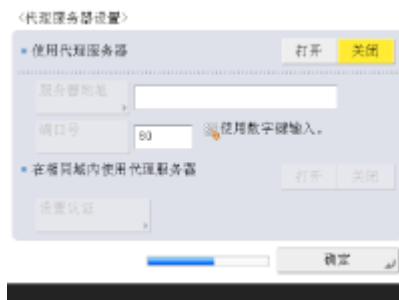 <代理服务器设置>
使用代理服务器
打开 关闭
服务器地址
端口号 80 使用数字键输入。
在相同域内使用代理服务器
打开 关闭
设置认证
确定